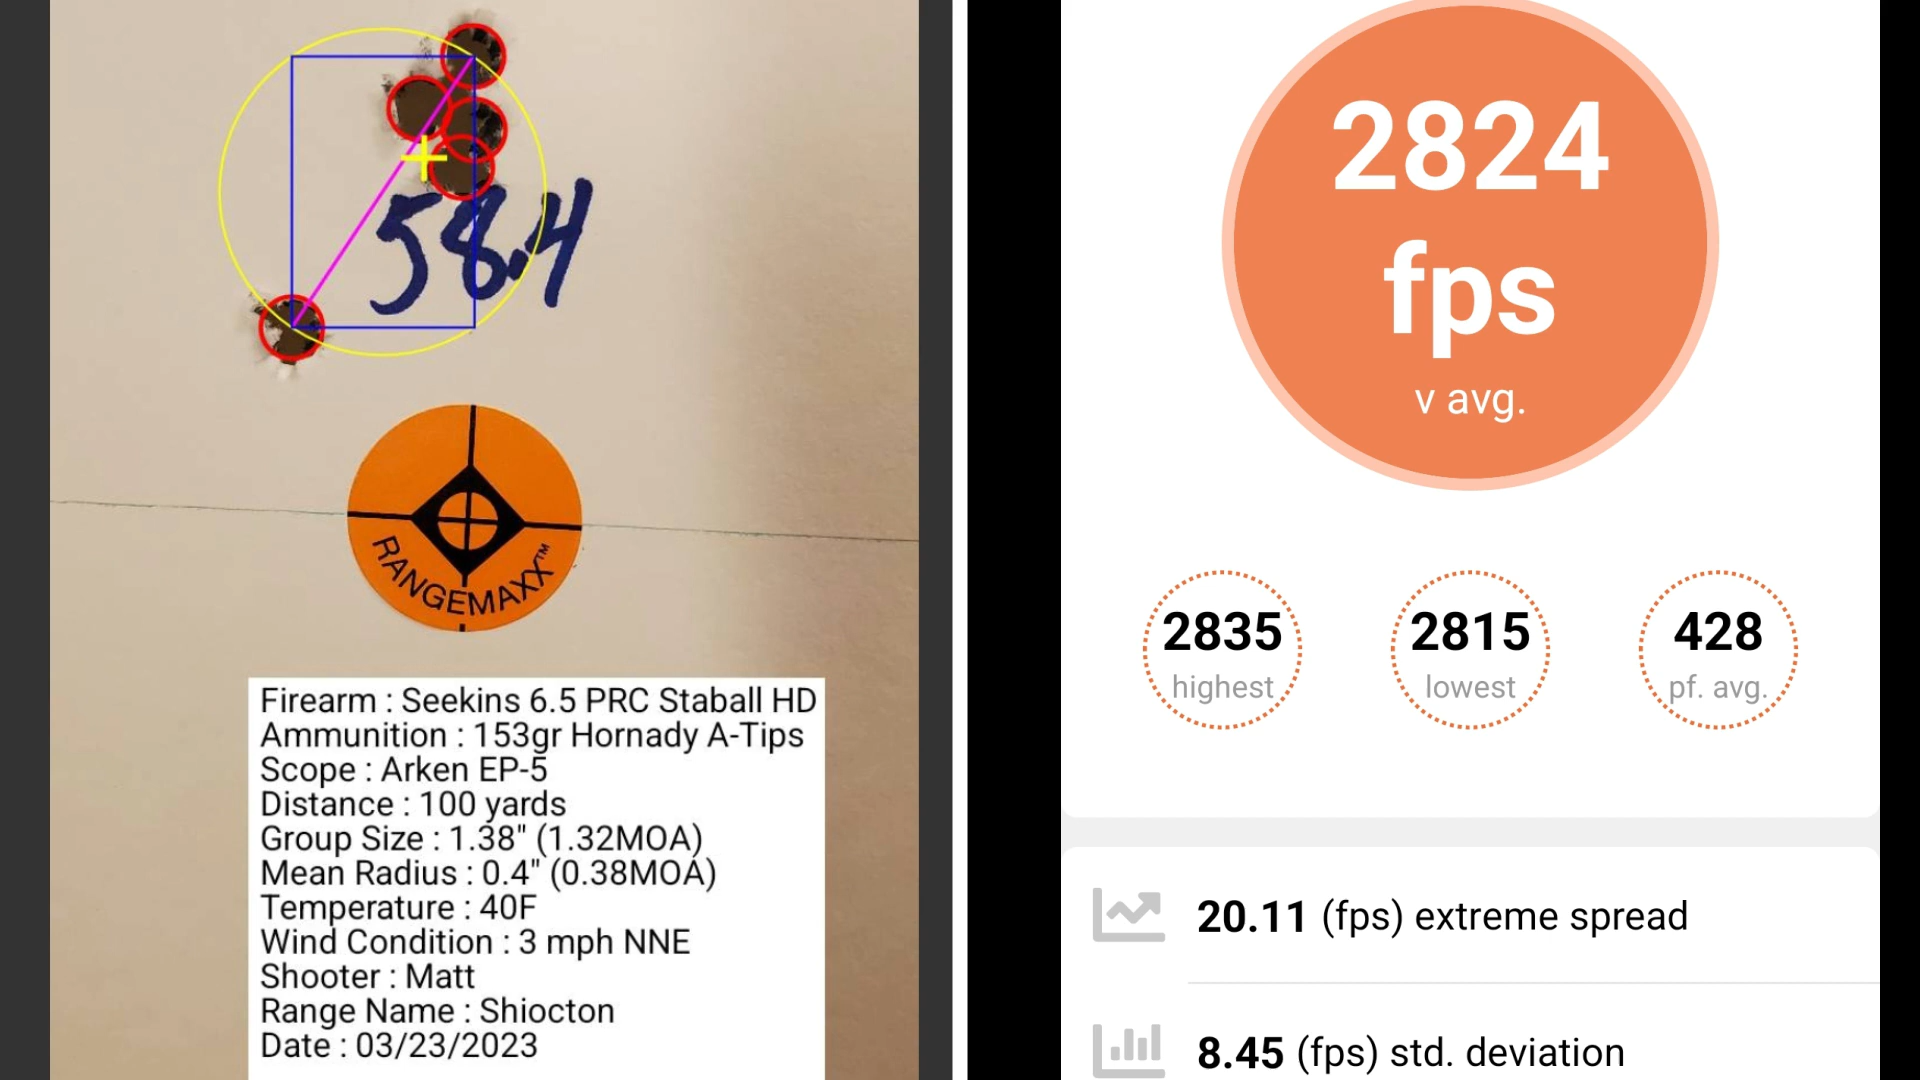 58.4
RANGEMAXX™
Firearm : Seekins 6.5 PRC Staball HD
Ammunition : 153gr Hornady A-Tips
Scope : Arken EP-5
Distance : 100 yards
Group Size : 1.38" (1.32MOA)
Mean Radius : 0.4" (0.38MOA)
Temperature : 40F
Wind Condition : 3 mph NNE
Shooter : Matt
Range Name : Shiocton
Date : 03/23/2023
2824
fps
v avg.
2835
highest
2815
lowest
428
pf. avg.
20.11 (fps) extreme spread
8.45 (fps) std. deviation